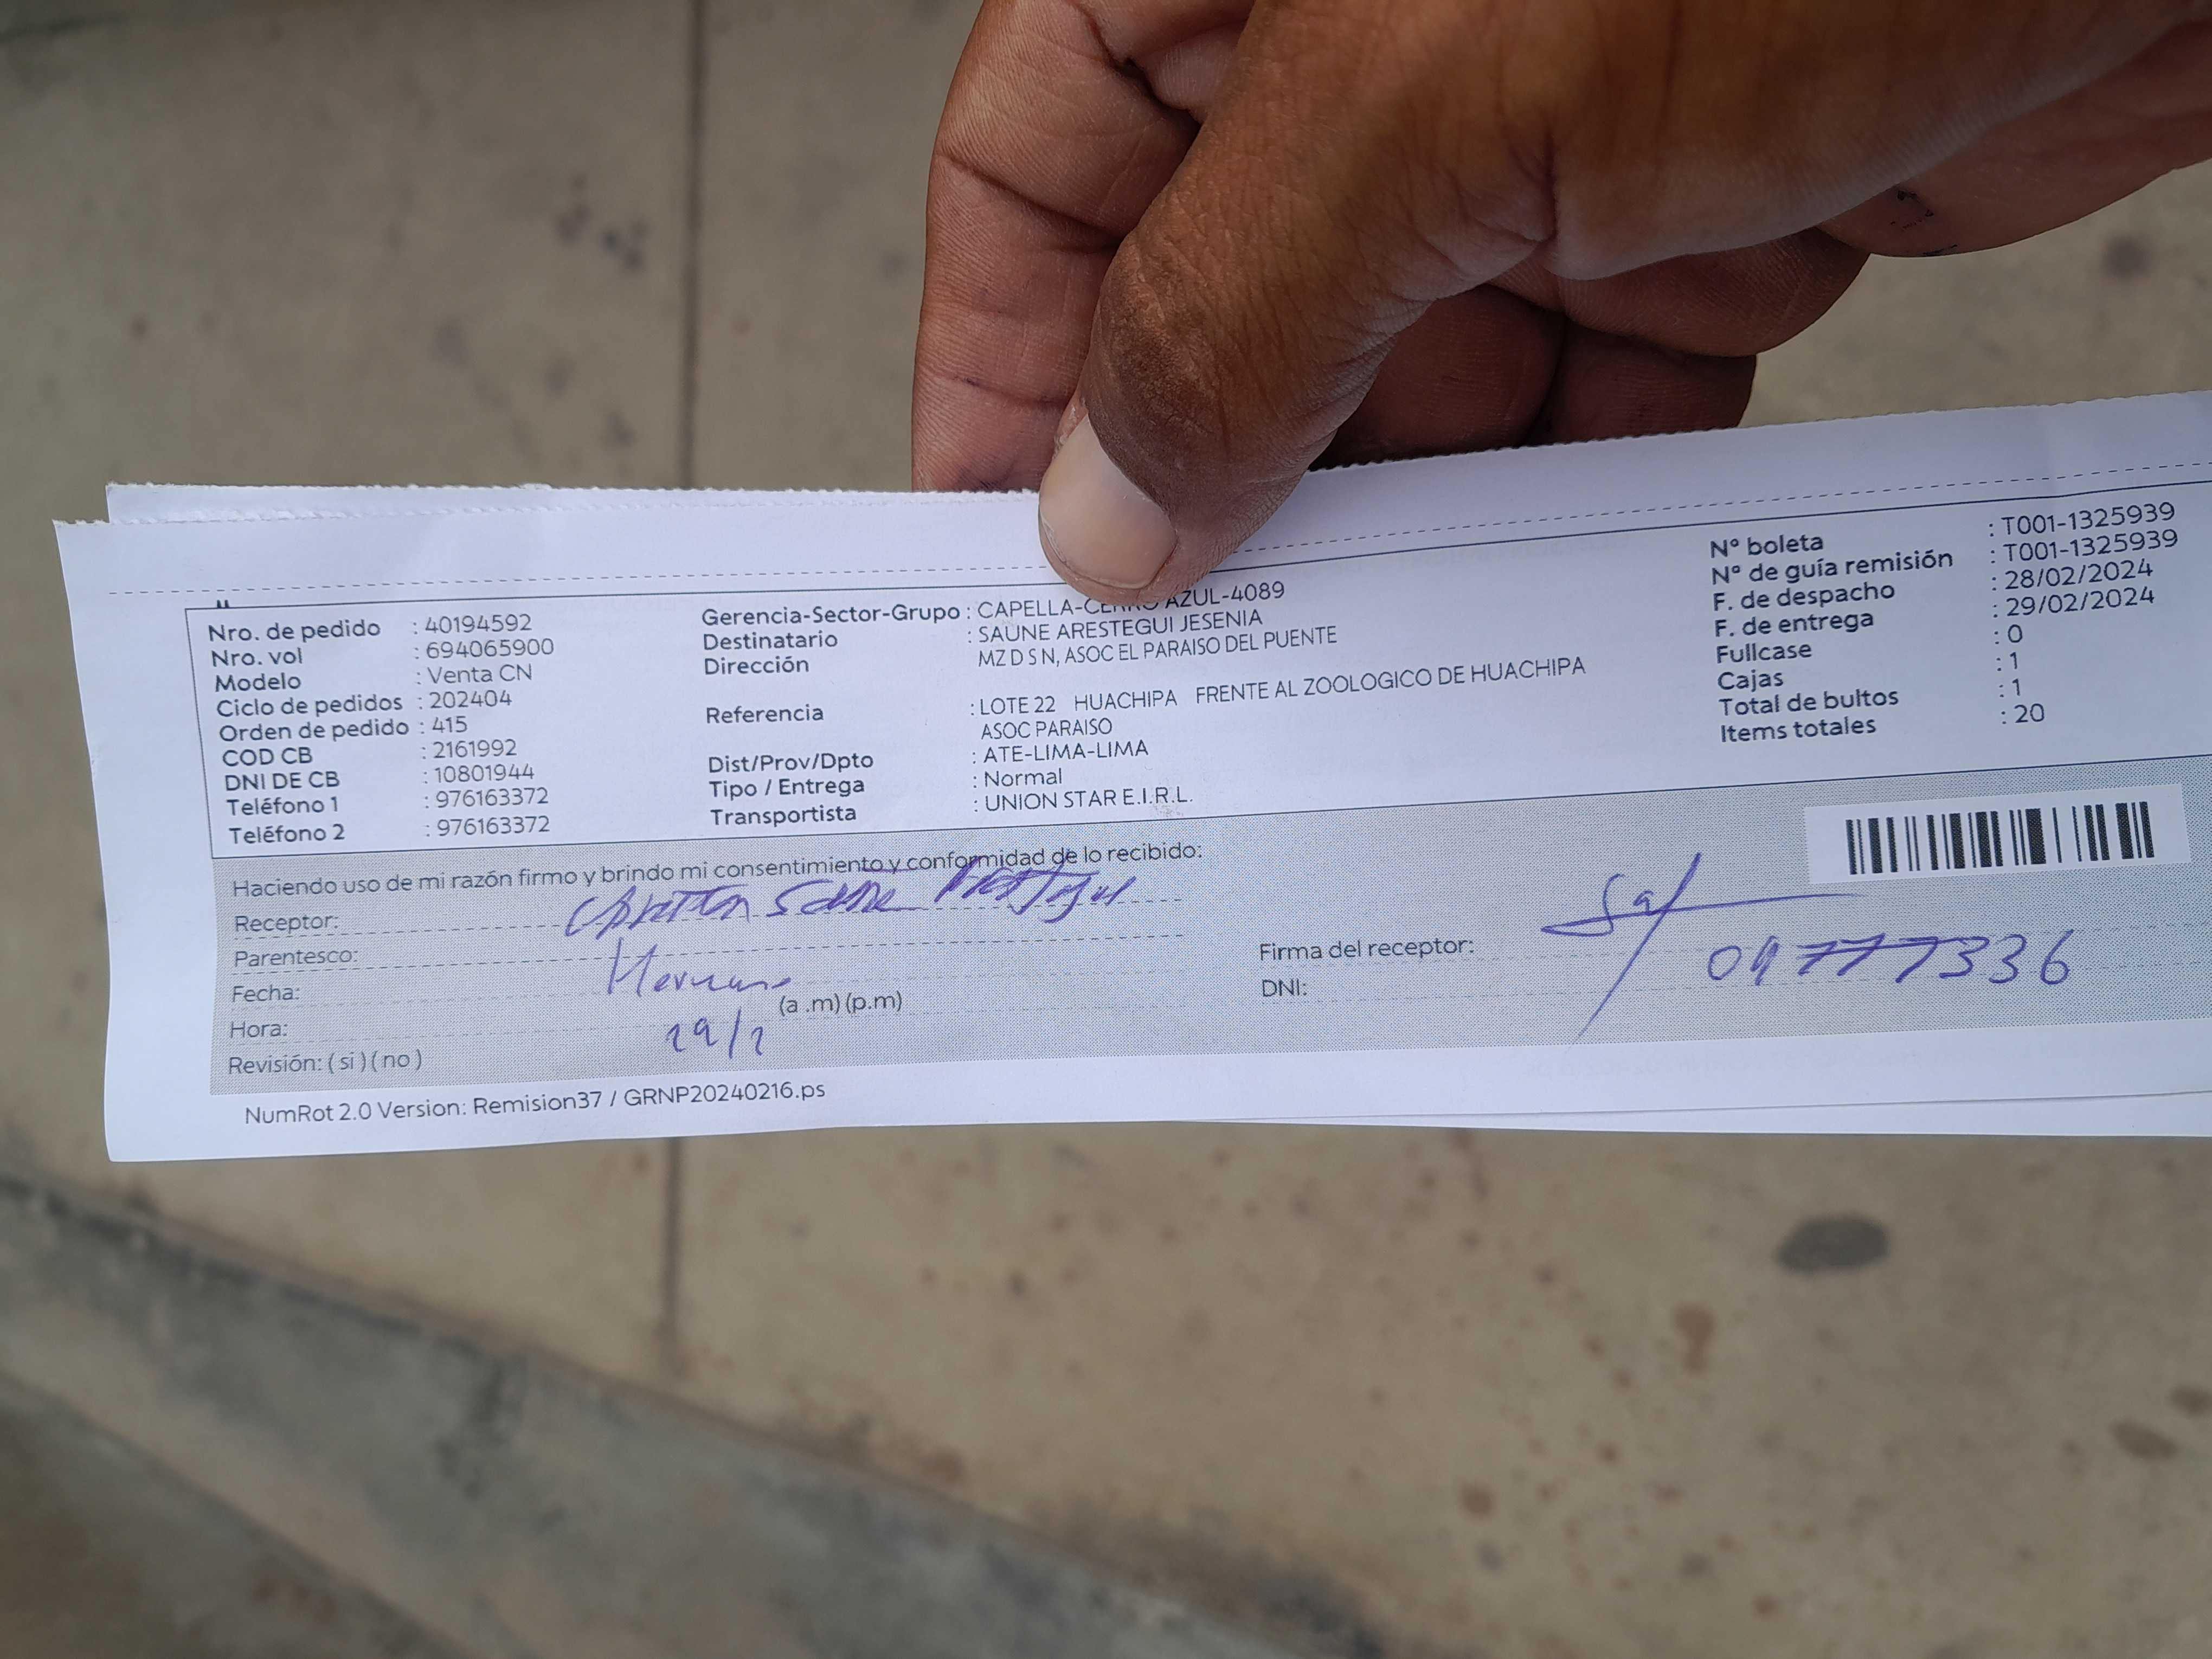 Nro. de pedido : 40194592
Nro. vol : 694065900
Modelo : Venta CN
Ciclo de pedidos : 202404
Orden de pedido : 415
COD CB : 2161992
DNI DE CB : 10801944
Teléfono 1 : 976163372
Teléfono 2 : 976163372
Gerencia-Sector-Grupo : CAPELLA-CERRO AZUL-4089
Destinatario : SAUNE ARESTEGUI JESENIA
Dirección MZ D S N, ASOC EL PARAISO DEL PUENTE
Referencia : LOTE 22 HUACHIPA FRENTE AL ZOOLOGICO DE HUACHIPA
ASOC PARAISO
Dist/Prov/Dpto : ATE-LIMA-LIMA
Tipo / Entrega : Normal
Transportista : UNION STAR E.I.R.L.
N° boleta : T001-1325939
N° de guía remisión : T001-1325939
F. de despacho : 28/02/2024
F. de entrega : 29/02/2024
Fullcase : 0
Cajas : 1
Total de bultos : 1
Items totales : 20
Haciendo uso de mi razón firmo y brindo mi consentimiento y conformidad de lo recibido:
Receptor: Saune
Parentesco:
Fecha: Hermano
Hora: (a .m) (p.m)
29/2
Revisión: ( si ) ( no )
Firma del receptor:
DNI: 09777336
NumRot 2.0 Version: Remision37 / GRNP20240216.ps